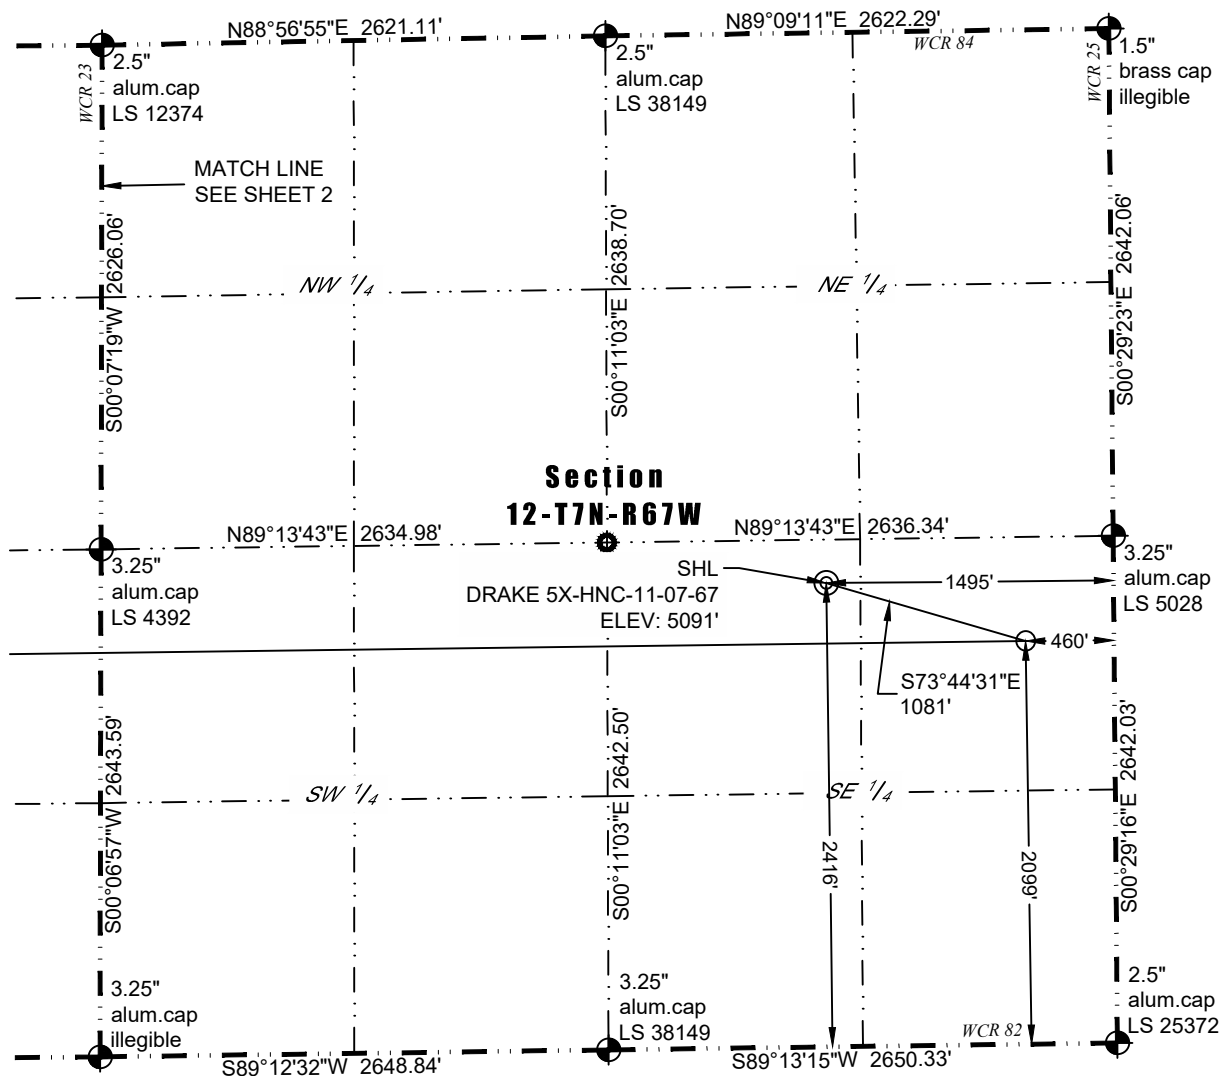 N88°56'55"E 2621.11'
N89°09'11"E 2622.29'
WCR 84
WCR 23
2.5"
alum.cap
LS 12374
2.5"
alum.cap
LS 38149
WCR 25
1.5"
brass cap
illegible
MATCH LINE
SEE SHEET 2
S00°07'19"W 2626.06'
NW 1/4
S00°11'03"E 2638.70'
NE 1/4
S00°29'23"E 2642.06'
Section
12-T7N-R67W
N89°13'43"E 2634.98'
N89°13'43"E 2636.34'
3.25"
alum.cap
LS 4392
SHL
DRAKE 5X-HNC-11-07-67
ELEV: 5091'
1495'
3.25"
alum.cap
LS 5028
460'
S73°44'31"E
1081'
S00°06'57"W 2643.59'
SW 1/4
S00°11'03"E 2642.50'
SE 1/4
2416'
2099'
S00°29'16"E 2642.03'
3.25"
alum.cap
illegible
3.25"
alum.cap
LS 38149
WCR 82
2.5"
alum.cap
LS 25372
S89°12'32"W 2648.84'
S89°13'15"W 2650.33'